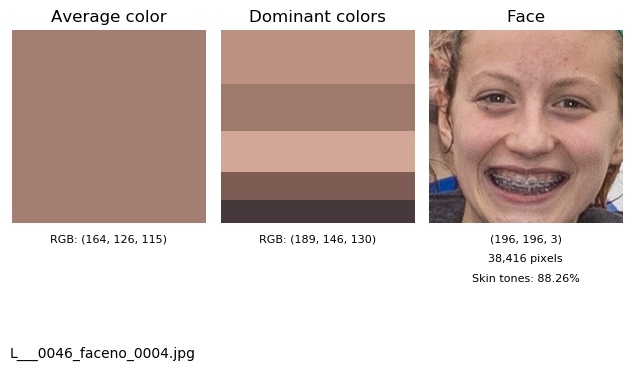 Average color
Dominant colors
Face
RGB: (164, 126, 115)
RGB: (189, 146, 130)
(196, 196, 3)
38,416 pixels
Skin tones: 88.26%
L___0046_faceno_0004.jpg